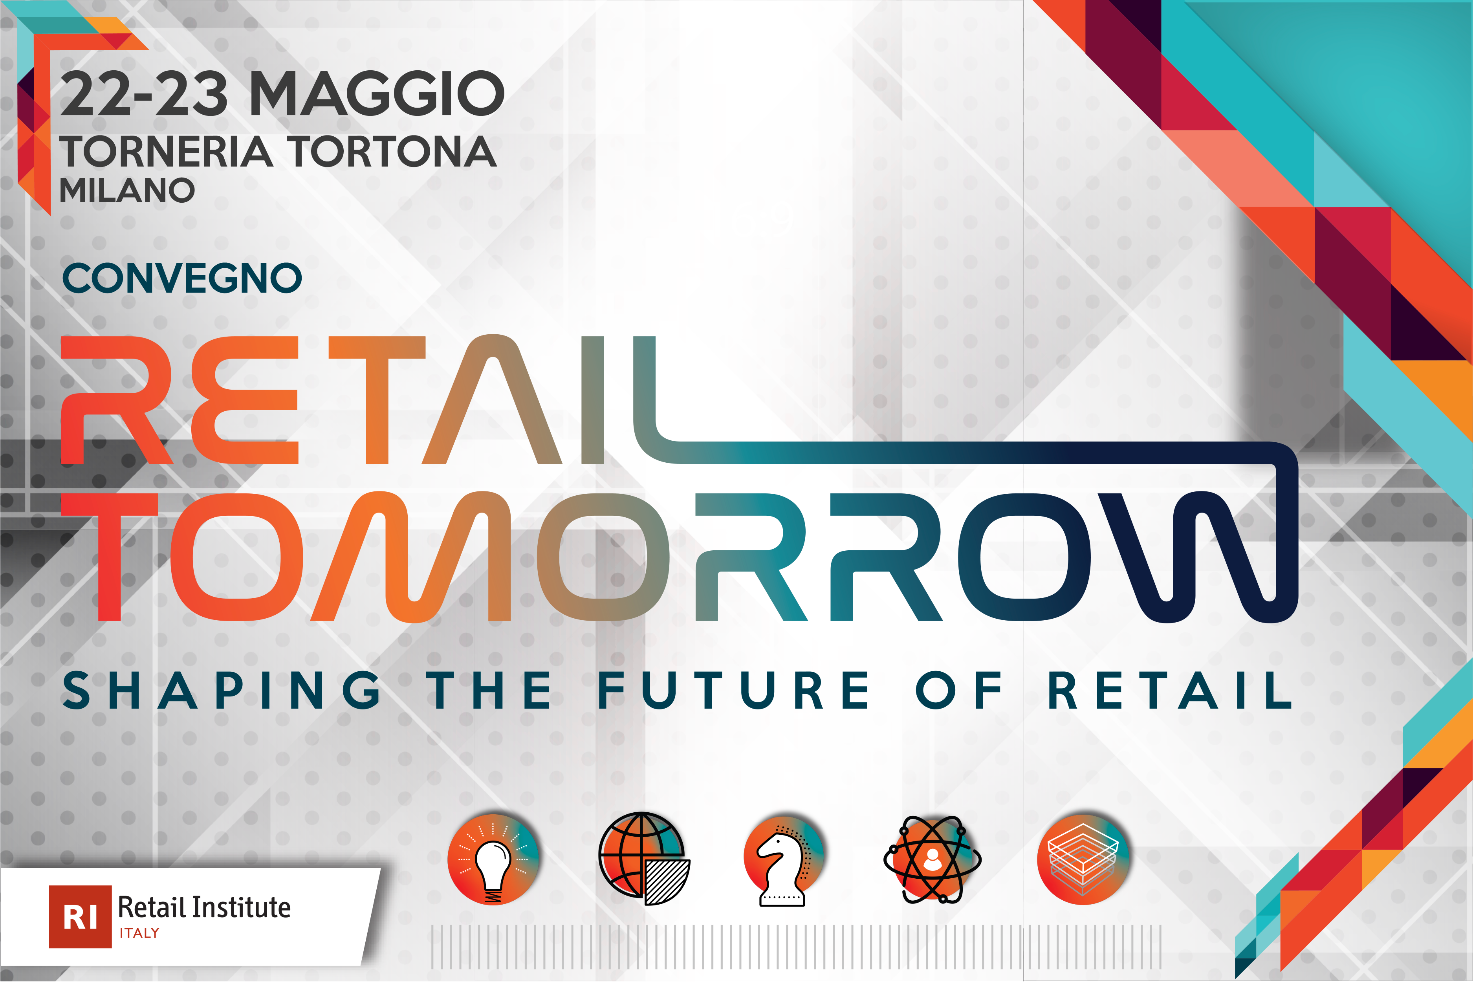 22-23 MAGGIO
TORNERIA TORTONA
MILANO
CONVEGNO
RETAIL
TOMORROW
SHAPING THE FUTURE OF RETAIL
RI Retail Institute
ITALY